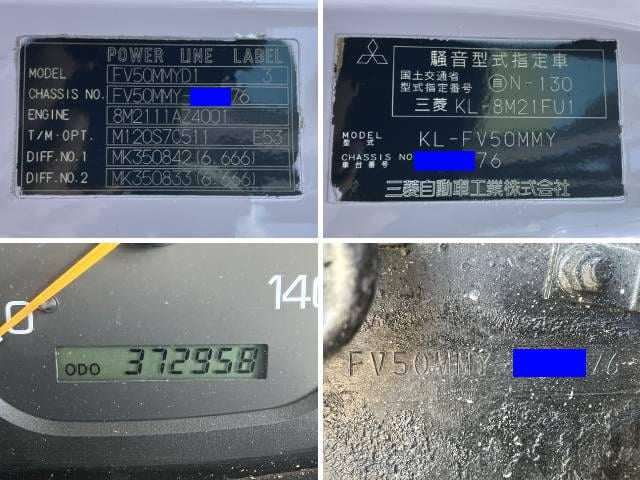 POWER LINE LABEL
MODEL FV50MMYD1 3
CHASSIS NO. FV50MMY- 76
ENGINE 8M2111AZ4001
T/M.OPT. M120S7C511 E53
DIFF.NO.1 MK350842(6.666)
DIFF.NO.2 MK350833(6.666)
騒音型式指定車
国土交通省
型式指定番号 自N-130
三菱 KL-8M21FU1
MODEL
型式 KL-FV50MMY
CHASSIS NO
車台番号 76
三菱自動車工業株式会社
0 140
ODO 372958
FV50MMY- 76-